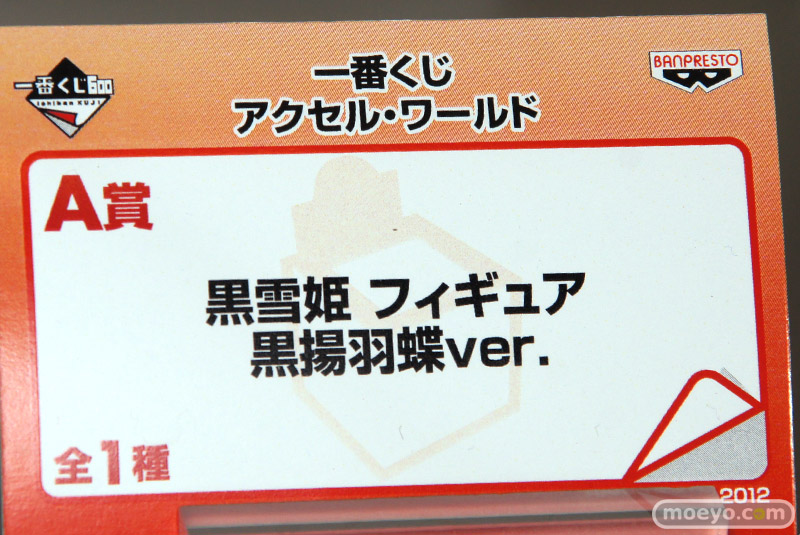 一番くじ600
Ichiban KUJI
一番くじ
アクセル・ワールド
BANPRESTO
A賞
黒雪姫 フィギュア
黒揚羽蝶ver.
全1種
2012
moeyo.com